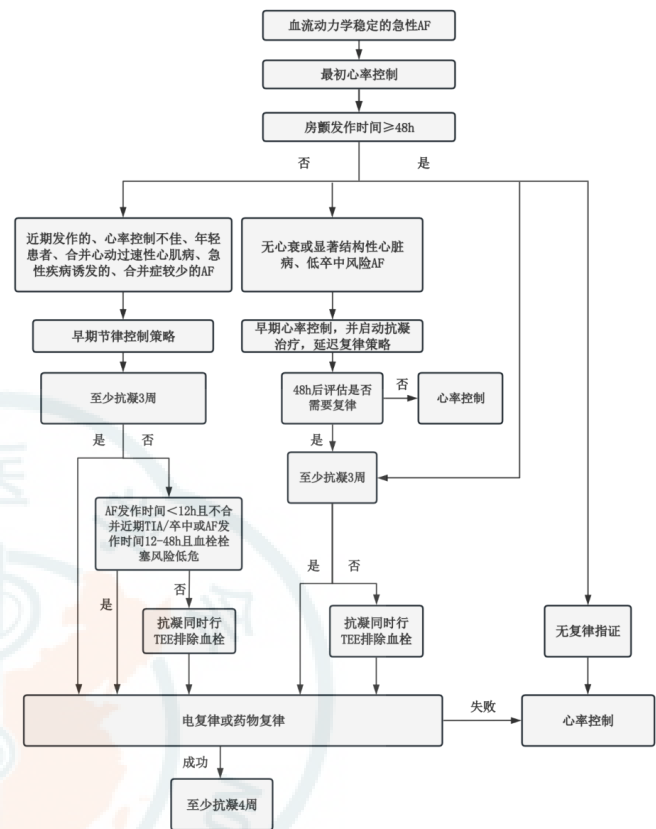 血流动力学稳定的急性AF
最初心率控制
房颤发作时间≥48h
否
是
近期发作的、心率控制不佳、年轻
患者、合并心动过速性心肌病、急
性疾病诱发的、合并症较少的AF
无心衰或显著结构性心脏
病、低卒中风险AF
早期节律控制策略
早期心率控制，并启动抗凝
治疗，延迟复律策略
至少抗凝3周
48h后评估是否
需要复律
否
心率控制
是
否
是
至少抗凝3周
AF发作时间＜12h且不合
并近期TIA/卒中或AF发
作时间12-48h且血栓栓
塞风险低危
是
否
是
否
抗凝同时行
TEE排除血栓
抗凝同时行
TEE排除血栓
无复律指证
电复律或药物复律
失败
心率控制
成功
至少抗凝4周